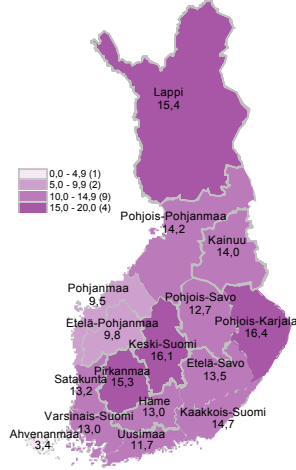 Lappi
15,4
0,0 - 4,9 (1)
5,0 - 9,9 (2)
10,0 - 14,9 (9)
15,0 - 20,0 (4)
Pohjois-Pohjanmaa
14,2
Kainuu
14,0
Pohjanmaa
9,5
Pohjois-Savo
12,7
Etelä-Pohjanmaa
9,8
Pohjois-Karjala
16,4
Keski-Suomi
16,1
Pirkanmaa
15,3
Etelä-Savo
13,5
Satakunta
13,2
Häme
13,0
Kaakkois-Suomi
14,7
Varsinais-Suomi
13,0
Uusimaa
11,7
Ahvenanmaa
3,4